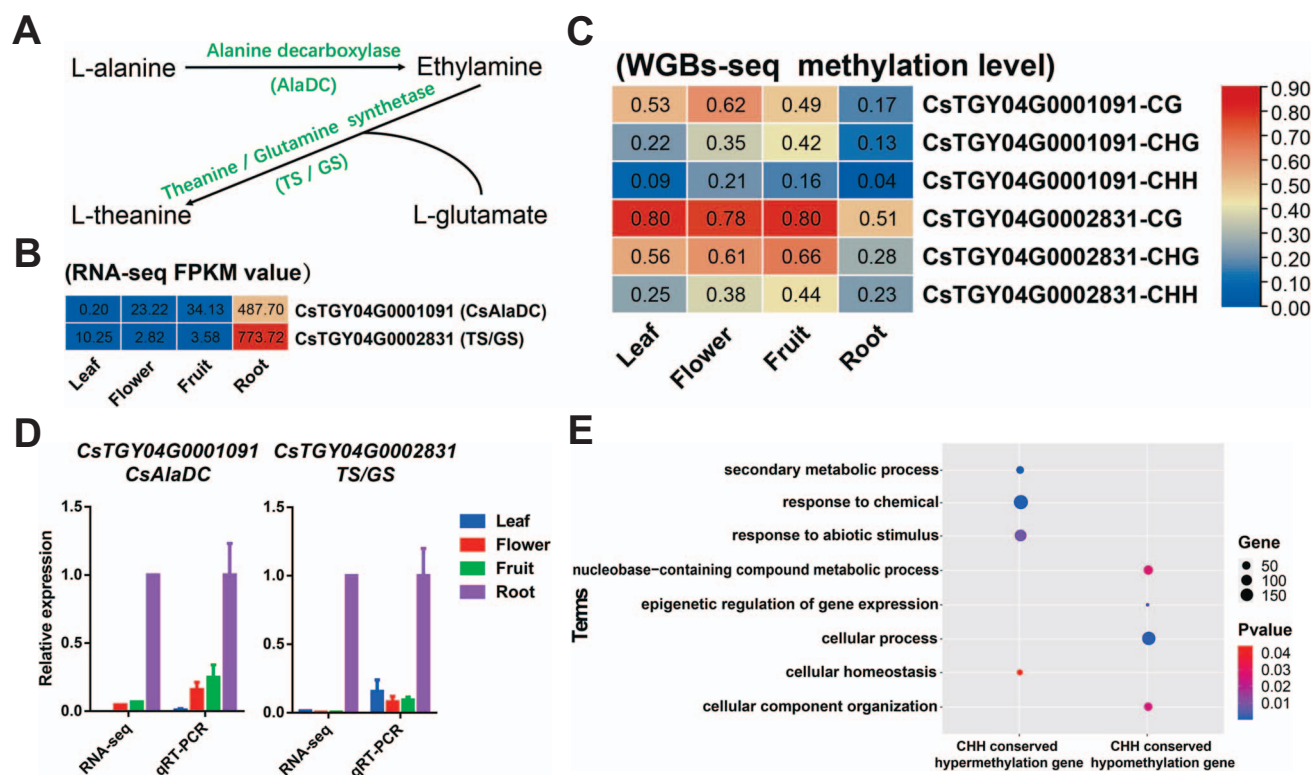 A
L-alanine
Alanine decarboxylase
(AlaDC)
Ethylamine
Theanine / Glutamine synthetase
(TS / GS)
L-theanine
L-glutamate
B
(RNA-seq FPKM value)
0.20 23.22 34.13 487.70 CsTGY04G0001091 (CsAlaDC)
10.25 2.82 3.58 773.72 CsTGY04G0002831 (TS/GS)
Leaf Flower Fruit Root
C
(WGBs-seq methylation level)
0.53 0.62 0.49 0.17 CsTGY04G0001091-CG
0.22 0.35 0.42 0.13 CsTGY04G0001091-CHG
0.09 0.21 0.16 0.04 CsTGY04G0001091-CHH
0.80 0.78 0.80 0.51 CsTGY04G0002831-CG
0.56 0.61 0.66 0.28 CsTGY04G0002831-CHG
0.25 0.38 0.44 0.23 CsTGY04G0002831-CHH
Leaf Flower Fruit Root
0.90
0.80
0.70
0.60
0.50
0.40
0.30
0.20
0.10
0.00
D
CsTGY04G0001091
CsAlaDC
CsTGY04G0002831
TS/GS
Relative expression
1.5
1.0
0.5
0.0
RNA-seq qRT-PCR
1.5
1.0
0.5
0.0
RNA-seq qRT-PCR
Leaf
Flower
Fruit
Root
E
Terms
secondary metabolic process
response to chemical
response to abiotic stimulus
nucleobase-containing compound metabolic process
epigenetic regulation of gene expression
cellular process
cellular homeostasis
cellular component organization
CHH conserved
hypermethylation gene
CHH conserved
hypomethylation gene
Gene
50
100
150
Pvalue
0.04
0.03
0.02
0.01